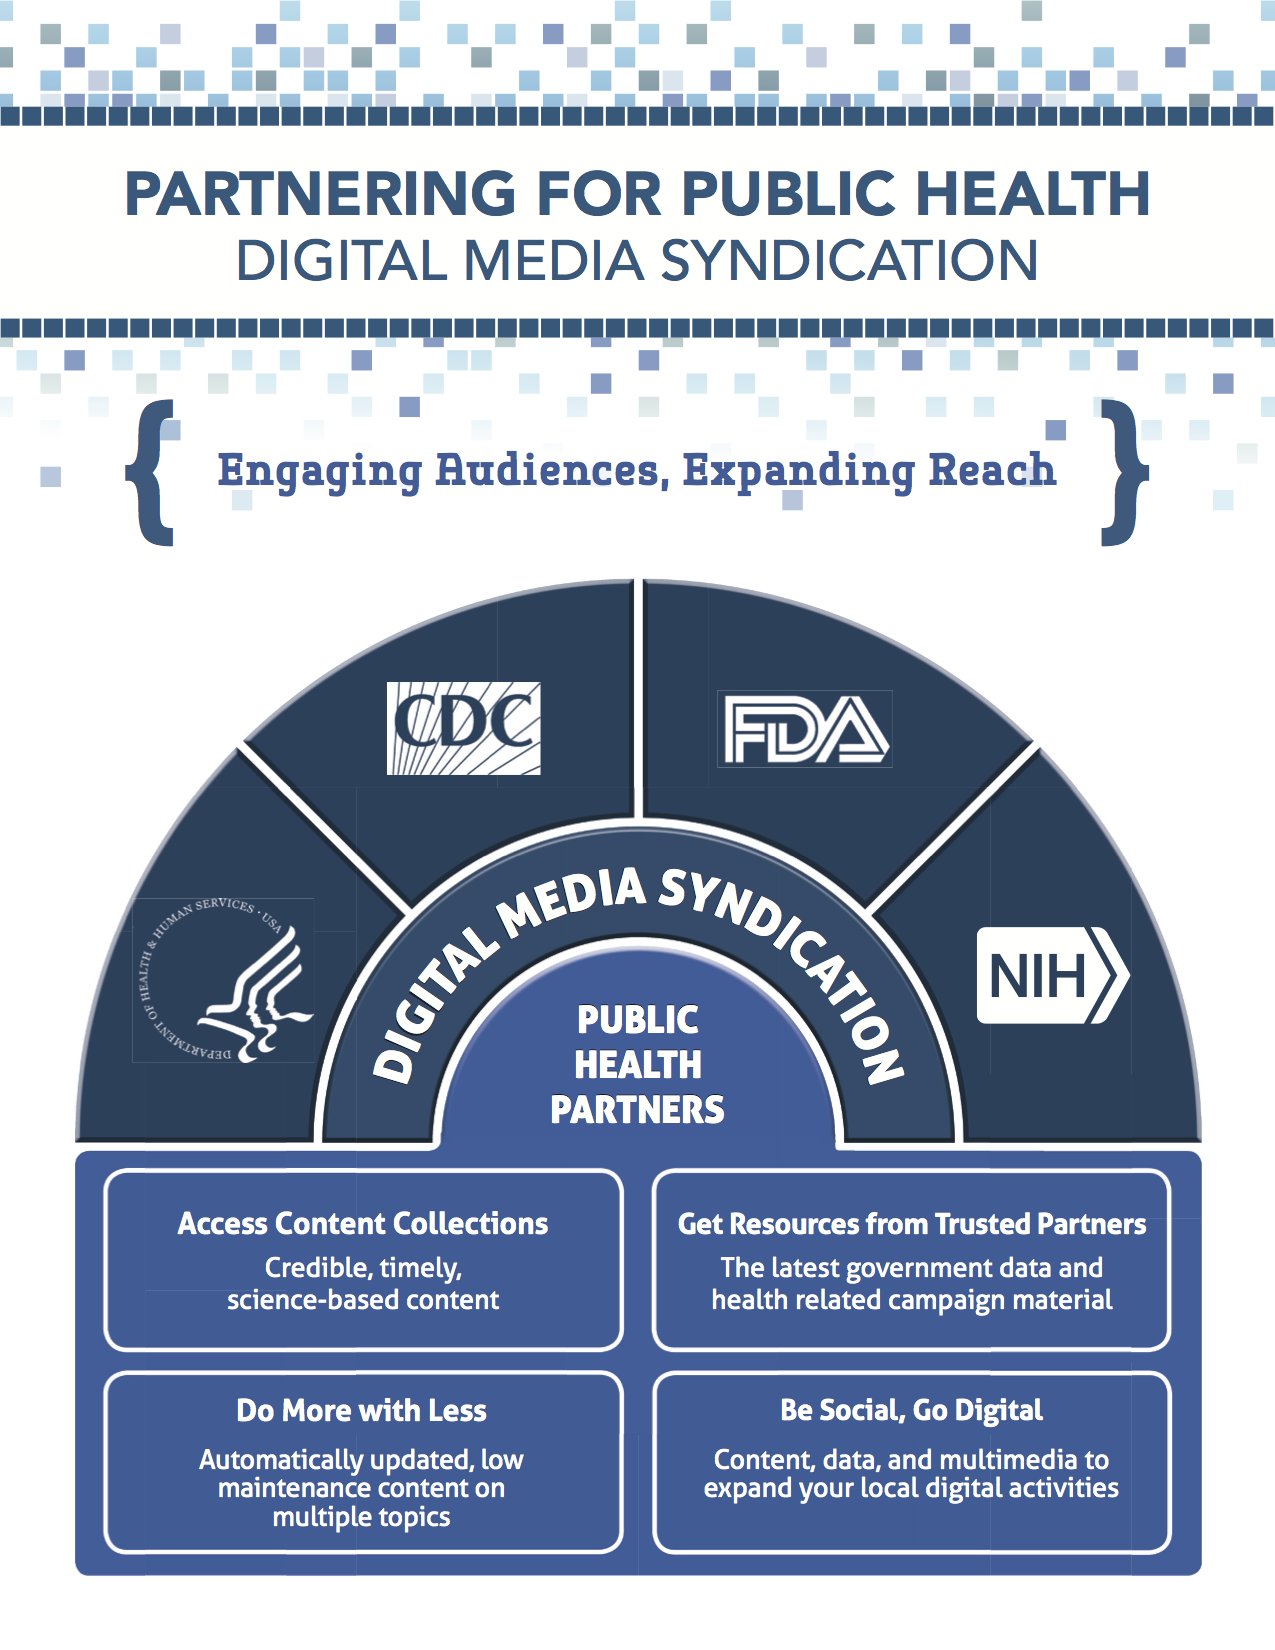 PARTNERING FOR PUBLIC HEALTH
DIGITAL MEDIA SYNDICATION
{ Engaging Audiences, Expanding Reach }
CDC
FDA
DEPARTMENT OF HEALTH & HUMAN SERVICES · USA
NIH
DIGITAL MEDIA SYNDICATION
PUBLIC
HEALTH
PARTNERS
Access Content Collections
Credible, timely,
science-based content
Get Resources from Trusted Partners
The latest government data and
health related campaign material
Do More with Less
Automatically updated, low
maintenance content on
multiple topics
Be Social, Go Digital
Content, data, and multimedia to
expand your local digital activities